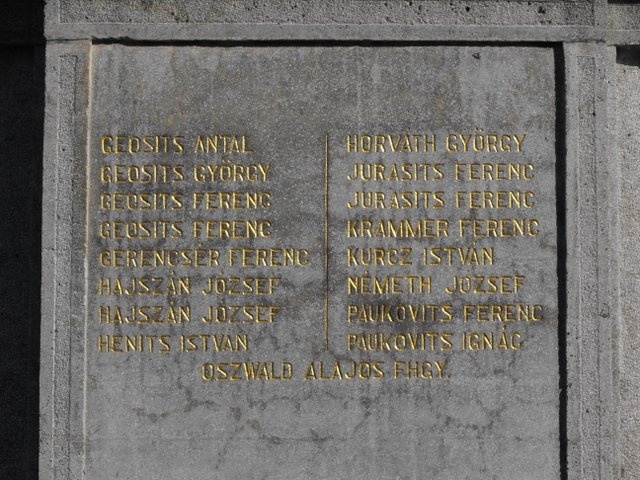 GEOSITS ANTAL
GEOSITS GYÖRGY
GEOSITS FERENC
GEOSITS FERENC
GERENCSÉR FERENC
HAJSZÁN JÓZSEF
HAJSZÁN JÓZSEF
HENITS ISTVÁN
HORVÁTH GYÖRGY
JURASITS FERENC
JURASITS FERENC
KRAMMER FERENC
KURCZ ISTVÁN
NÉMETH JÓZSEF
PAUKOVITS FERENC
PAUKOVITS IGNÁC
OSZWALD ALAJOS FHGY.